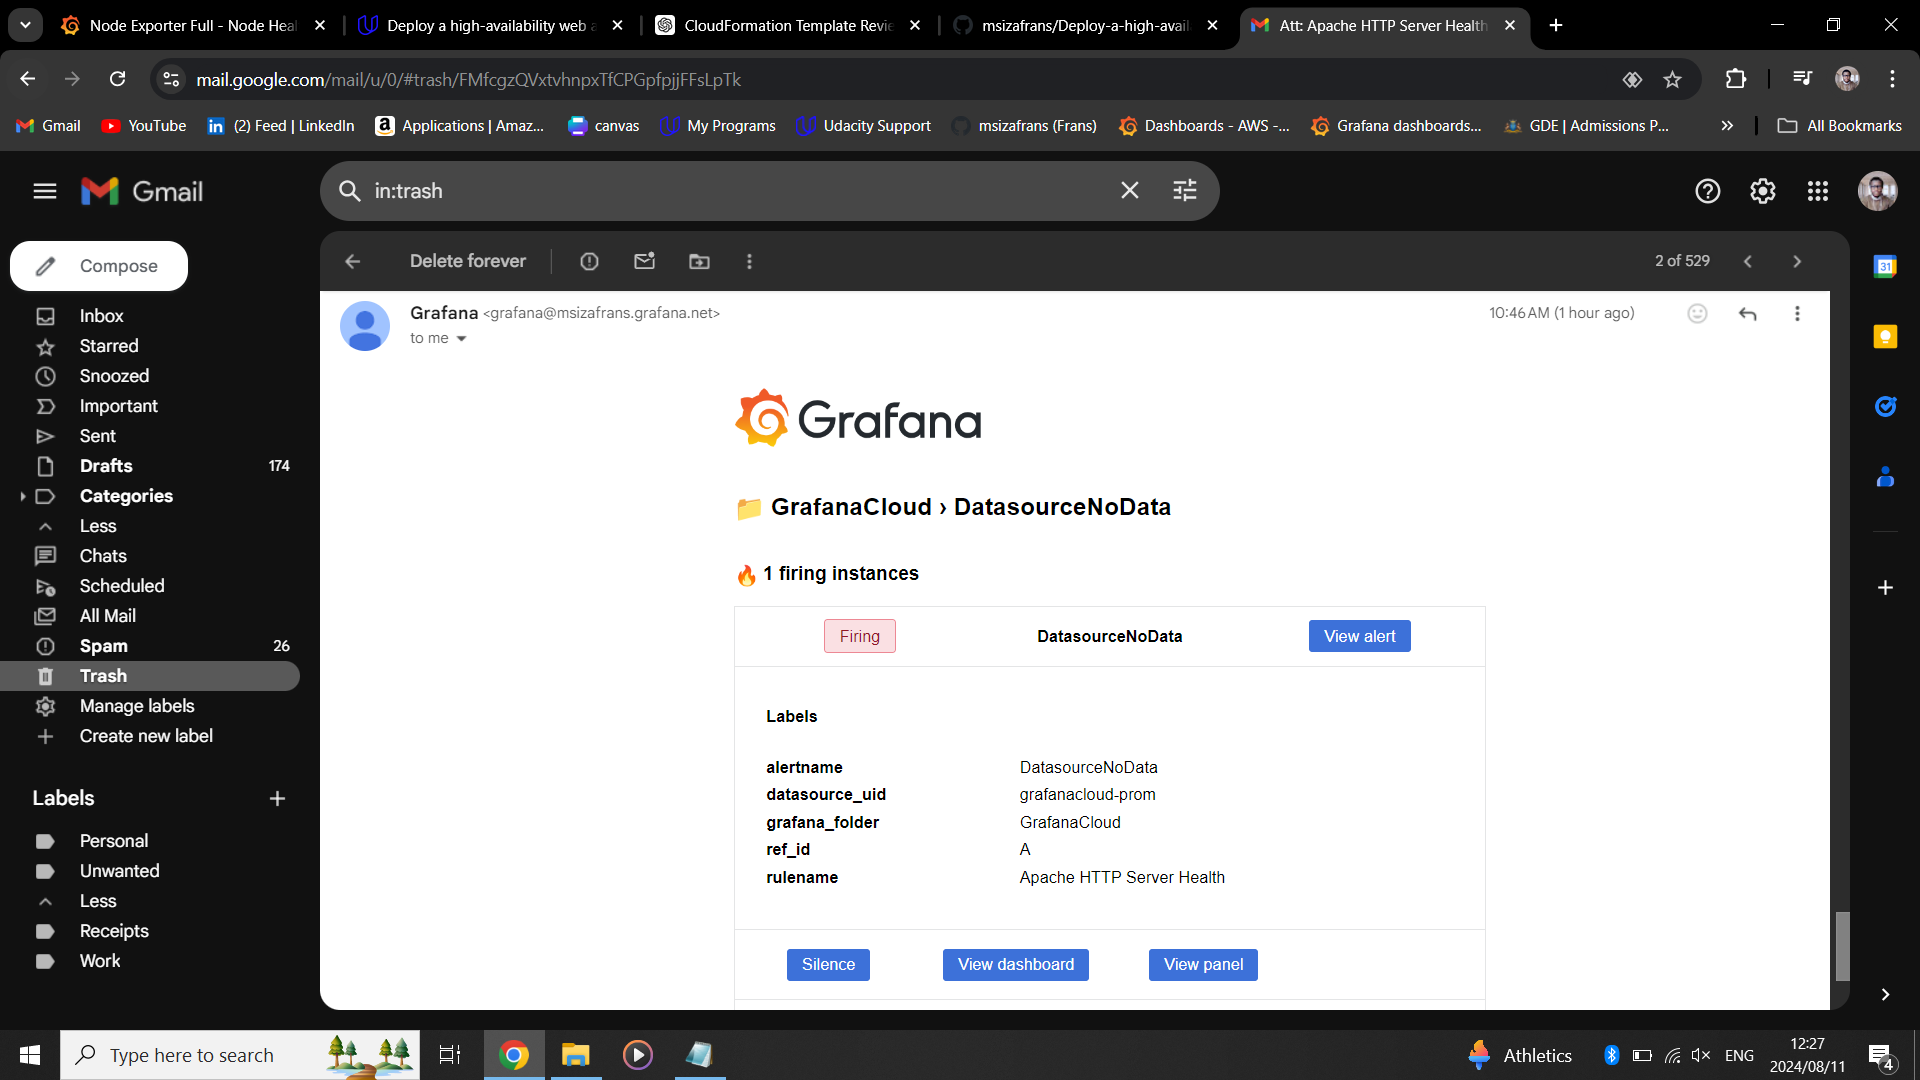 Node Exporter Full - Node Heal
Deploy a high-availability web a
CloudFormation Template Revie
msizafrans/Deploy-a-high-avail
Att: Apache HTTP Server Health
mail.google.com/mail/u/0/#trash/FMfcgzQVxtvhnpxTfCPGpfpjjFFsLpTk
Gmail
YouTube
(2) Feed | LinkedIn
Applications | Amaz...
canvas
My Programs
Udacity Support
msizafrans (Frans)
Dashboards - AWS -...
Grafana dashboards...
GDE | Admissions P...
All Bookmarks
Gmail
in:trash
Compose
Delete forever
2 of 529
Inbox
Starred
Snoozed
Important
Sent
Drafts 174
Categories
Less
Chats
Scheduled
All Mail
Spam 26
Trash
Manage labels
Create new label
Labels
Personal
Unwanted
Less
Receipts
Work
Grafana <grafana@msizafrans.grafana.net>
10:46 AM (1 hour ago)
to me
Grafana
GrafanaCloud › DatasourceNoData
1 firing instances
Firing DatasourceNoData View alert
Labels
alertname DatasourceNoData
datasource_uid grafanacloud-prom
grafana_folder GrafanaCloud
ref_id A
rulename Apache HTTP Server Health
Silence View dashboard View panel
31
Type here to search
Athletics
ENG
12:27
2024/08/11
4